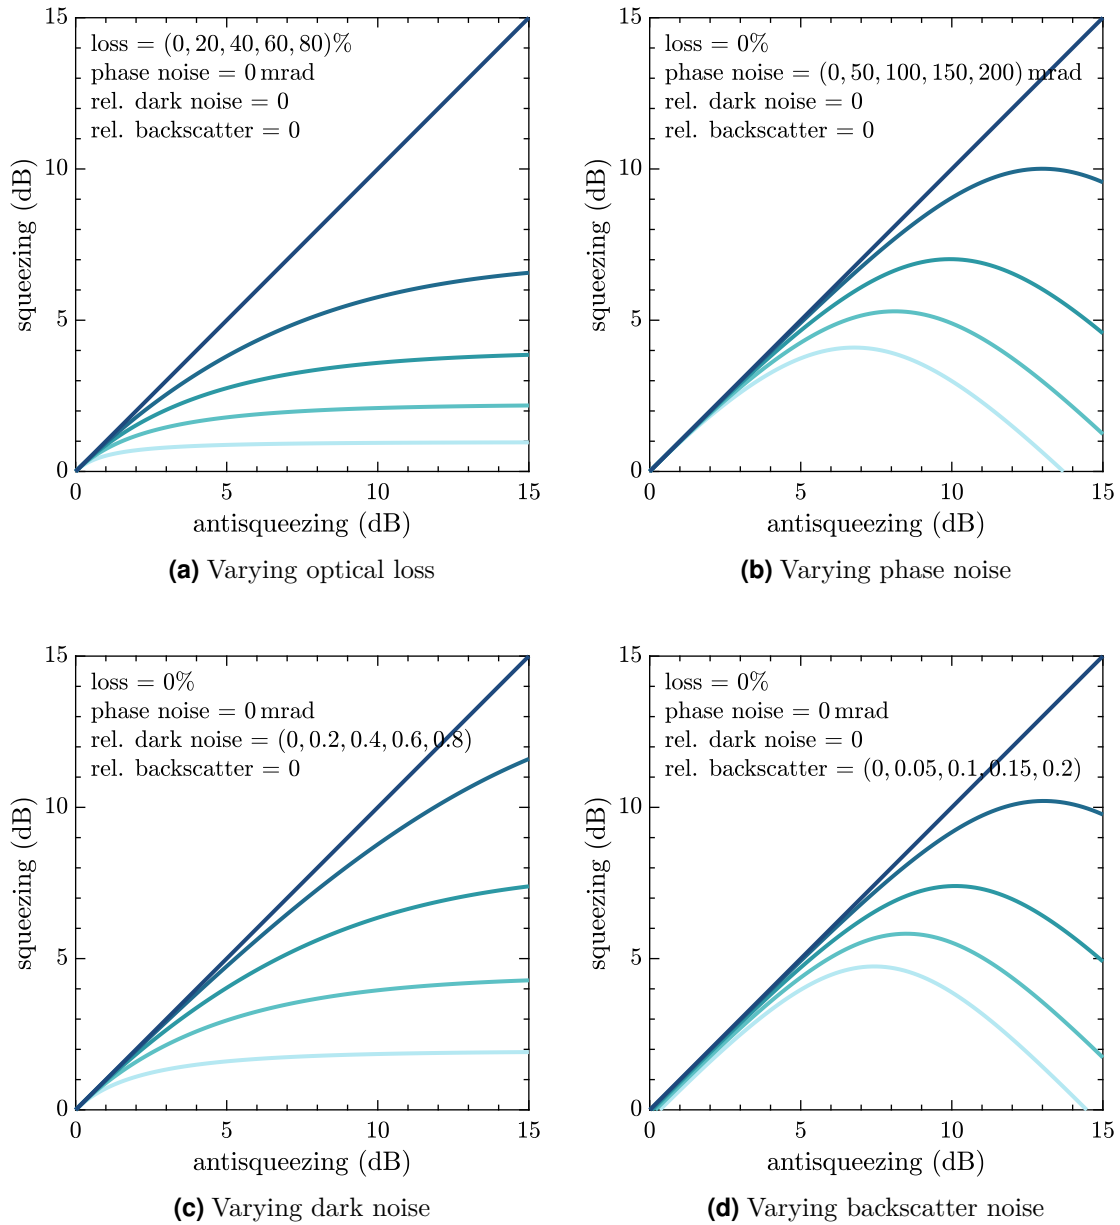 15
10
5
0
squeezing (dB)
loss = (0, 20, 40, 60, 80)%
phase noise = 0 mrad
rel. dark noise = 0
rel. backscatter = 0
0 5 10 15
antisqueezing (dB)
(a) Varying optical loss
15
10
5
0
squeezing (dB)
loss = 0%
phase noise = (0, 50, 100, 150, 200) mrad
rel. dark noise = 0
rel. backscatter = 0
0 5 10 15
antisqueezing (dB)
(b) Varying phase noise
15
10
5
0
squeezing (dB)
loss = 0%
phase noise = 0 mrad
rel. dark noise = (0, 0.2, 0.4, 0.6, 0.8)
rel. backscatter = 0
0 5 10 15
antisqueezing (dB)
(c) Varying dark noise
15
10
5
0
squeezing (dB)
loss = 0%
phase noise = 0 mrad
rel. dark noise = 0
rel. backscatter = (0, 0.05, 0.1, 0.15, 0.2)
0 5 10 15
antisqueezing (dB)
(d) Varying backscatter noise